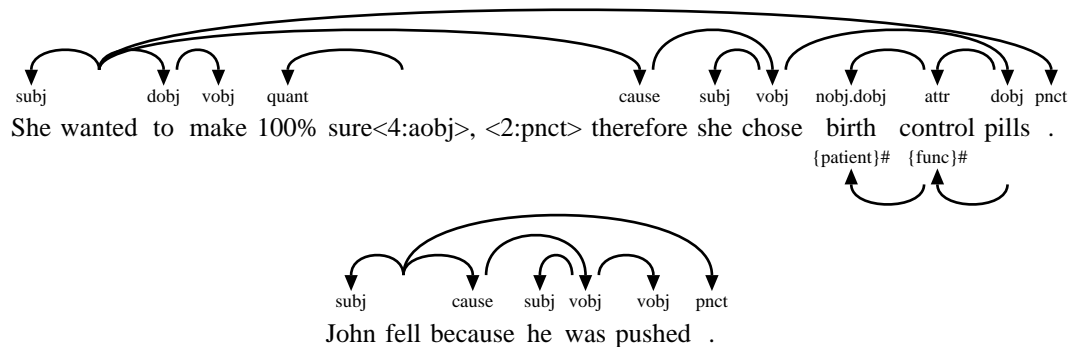 subj dobj vobj quant cause subj vobj nobj.dobj attr dobj pnct
She wanted to make 100% sure<4:aobj>, <2:pnct> therefore she chose birth control pills .
{patient}# {func}#
subj cause subj vobj vobj pnct
John fell because he was pushed .